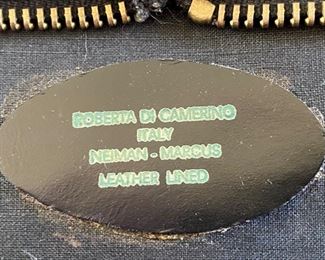 ROBERTA DI CAMERINO
ITALY
NEIMAN - MARCUS
LEATHER LINED